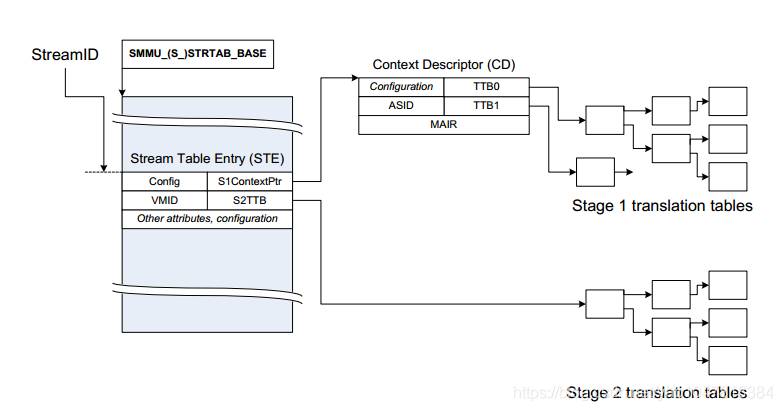 SMMU_(S_)STRTAB_BASE
StreamID
Context Descriptor (CD)
Configuration TTB0
ASID TTB1
MAIR
Stream Table Entry (STE)
Config S1ContextPtr
VMID S2TTB
Other attributes, configuration
Stage 1 translation tables
Stage 2 translation tables